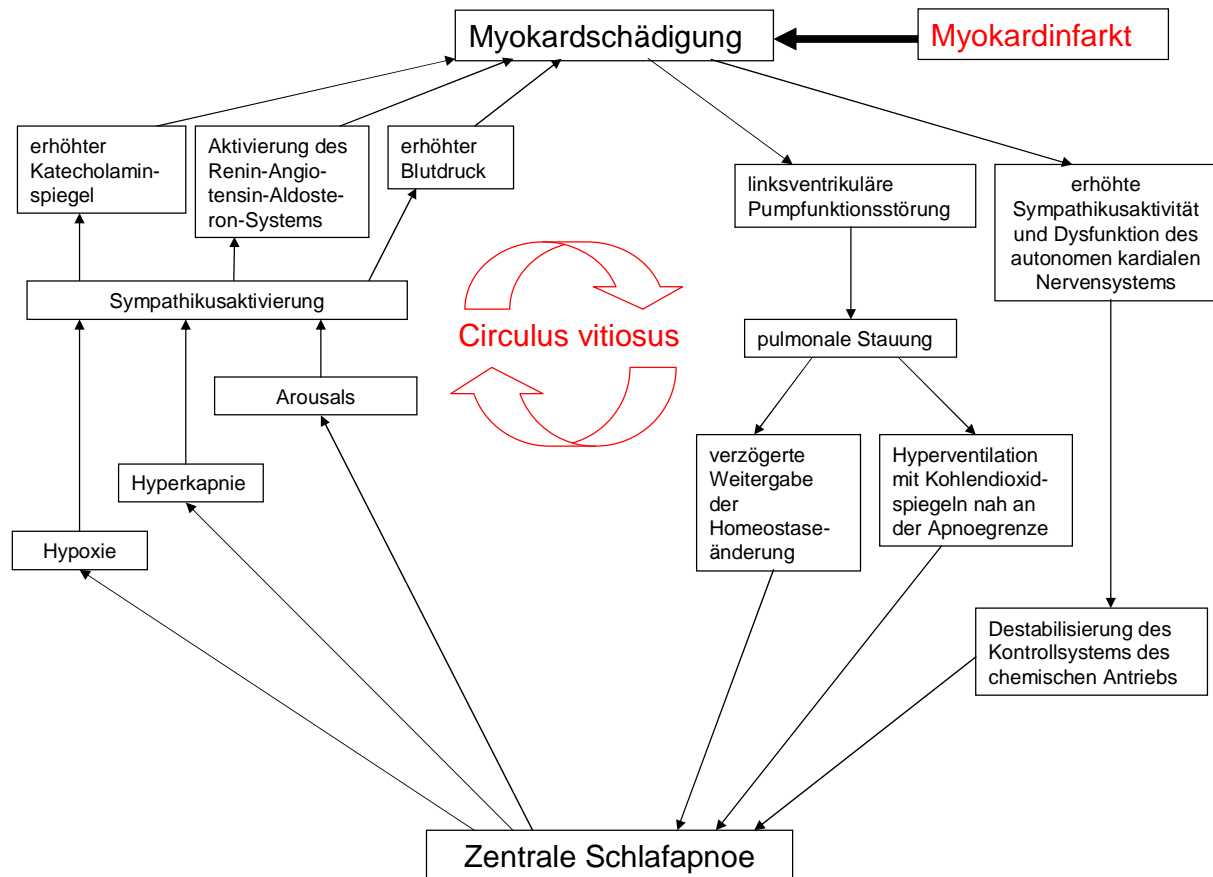 Myokardschädigung
Myokardinfarkt
erhöhter
Katecholamin-
spiegel
Aktivierung des
Renin-Angio-
tensin-Aldoste-
ron-Systems
erhöhter
Blutdruck
linksventrikuläre
Pumpfunktionsstörung
erhöhte
Sympathikusaktivität
und Dysfunktion des
autonomen kardialen
Nervensystems
Sympathikusaktivierung
Circulus vitiosus
pulmonale Stauung
Arousals
verzögerte
Weitergabe
der
Homeostase-
änderung
Hyperventilation
mit Kohlendioxid-
spiegeln nah an
der Apnoegrenze
Hyperkapnie
Hypoxie
Destabilisierung des
Kontrollsystems des
chemischen Antriebs
Zentrale Schlafapnoe